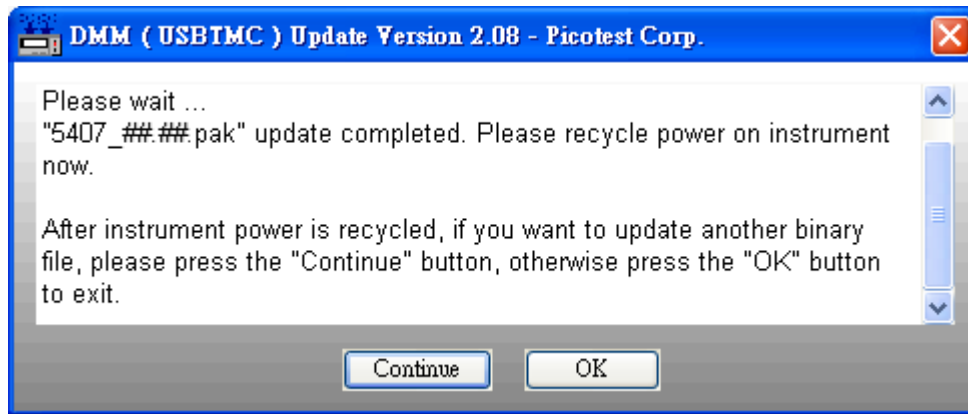 DMM ( USBTMC ) Update Version 2.08 - Picotest Corp.
Please wait ...
"5407_##.##.pak" update completed. Please recycle power on instrument
now.
After instrument power is recycled, if you want to update another binary
file, please press the "Continue" button, otherwise press the "OK" button
to exit.
Continue OK